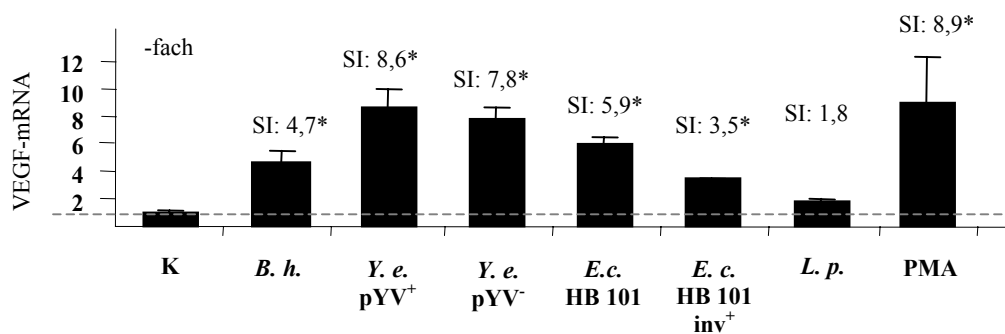 -fach
SI: 8,9*
SI: 8,6*
SI: 7,8*
SI: 5,9*
SI: 4,7*
SI: 3,5*
SI: 1,8
VEGF-mRNA
12
10
8
6
4
2
K
B. h.
Y. e.
pYV⁺
Y. e.
pYV⁻
E.c.
HB 101
E. c.
HB 101
inv⁺
L. p.
PMA